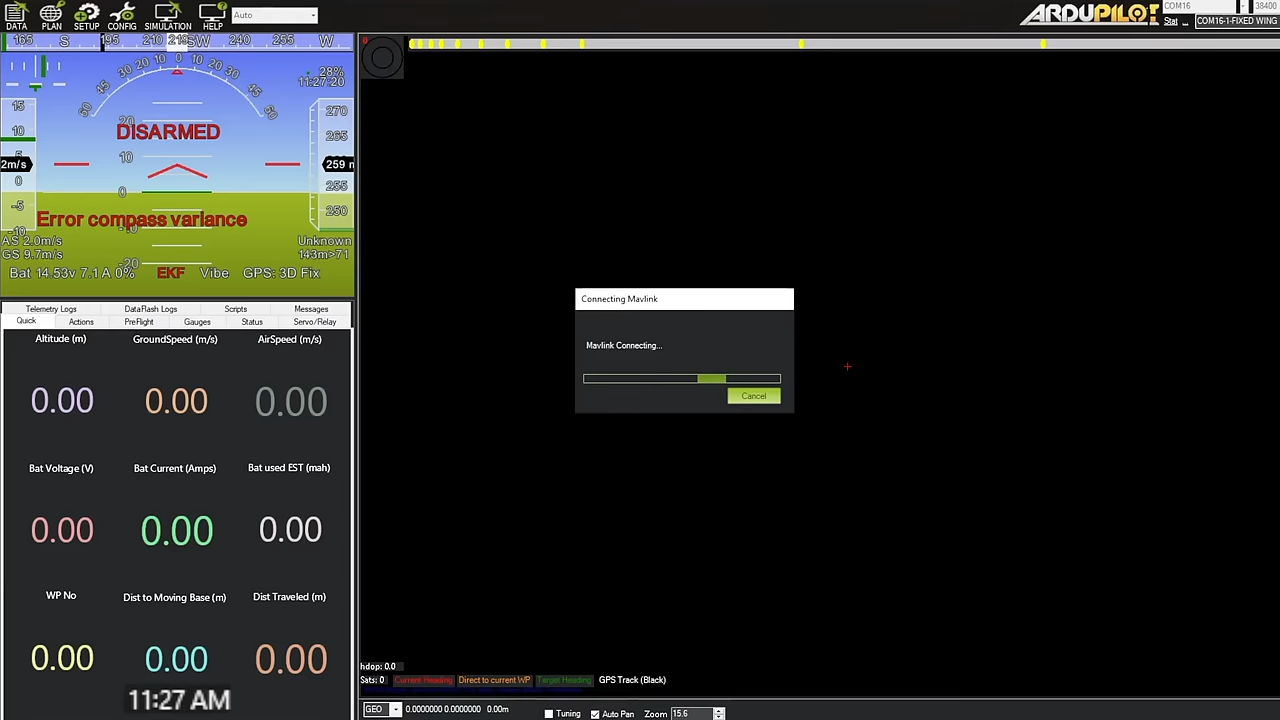 DATA PLAN SETUP CONFIG SIMULATION HELP
Auto
ARDUPILOT
COM16
38400
Stat
COM16-1-FIXED WING
165 S 195 210 219 SW 240 255 W
28%
11:27:20
DISARMED
Error compass variance
AS 2.0m/s
GS 9.7m/s
Unknown
143m>71
Bat 14.53v 7.1 A 0% EKF Vibe GPS: 3D Fix
15
10
5
2m/s
0
-5
-10
270
265
259 m
255
250
Telemetry Logs DataFlash Logs Scripts Messages
Quick Actions PreFlight Gauges Status Servo/Relay
Altitude (m) GroundSpeed (m/s) AirSpeed (m/s)
0.00 0.00 0.00
Bat Voltage (V) Bat Current (Amps) Bat used EST (mah)
0.00 0.00 0.00
WP No Dist to Moving Base (m) Dist Traveled (m)
0.00 0.00 0.00
11:27 AM
Connecting Mavlink
Mavlink Connecting...
Cancel
hdop: 0.0
Sats: 0 Current Heading Direct to current WP Target Heading GPS Track (Black)
GEO 0.0000000 0.0000000 0.00m
Tuning Auto Pan Zoom 15.6